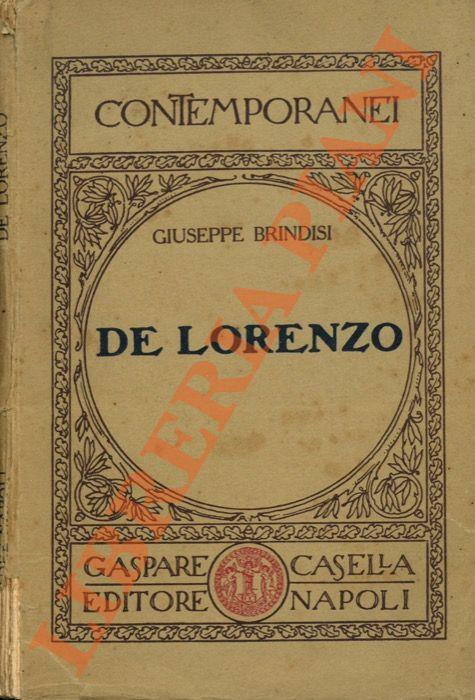 CONTEMPORANEI
GIUSEPPE BRINDISI
DE LORENZO
GASPARE CASELLA
EDITORE NAPOLI
DE LORENZO
LIBRERIA PIANI